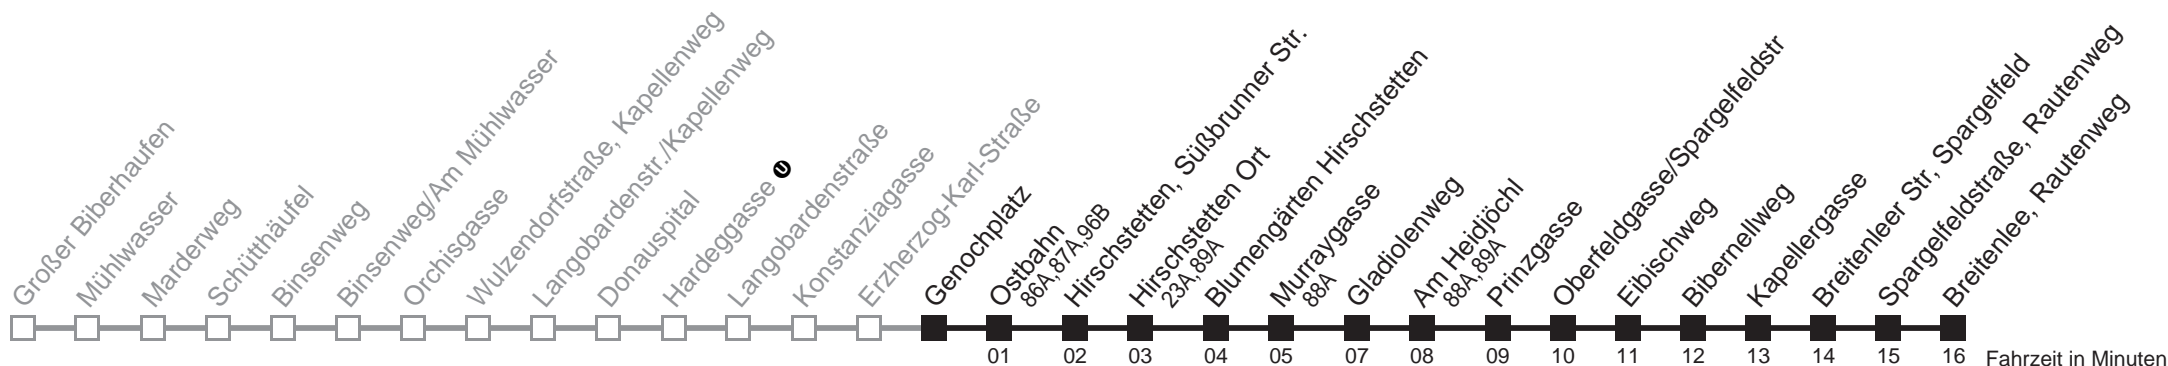 Großer Biberhaufen
Mühlwasser
Marderweg
Schütthäufel
Binsenweg
Binsenweg/Am Mühlwasser
Orchisgasse
Wulzendorfstraße, Kapellenweg
Langobardenstr./Kapellenweg
Donauspital
Hardeggasse U
Langobardenstraße
Konstanziagasse
Erzherzog-Karl-Straße
Genochplatz
Ostbahn
86A,87A,96B
Hirschstetten, Süßbrunner Str.
Hirschstetten Ort
23A,89A
Blumengärten Hirschstetten
Murraygasse
88A
Gladiolenweg
Am Heidjöchl
88A,89A
Prinzgasse
Oberfeldgasse/Spargelfeldstr
Eibischweg
Bibernellweg
Kapellergasse
Breitenleer Str, Spargelfeld
Spargelfeldstraße, Rautenweg
Breitenlee, Rautenweg
01 02 03 04 05 07 08 09 10 11 12 13 14 15 16 Fahrzeit in Minuten